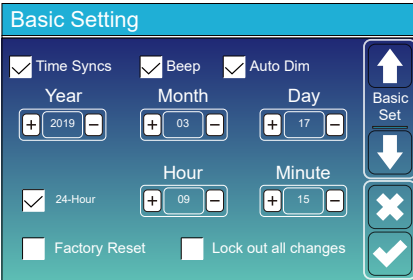 Basic Setting
Time Syncs Beep Auto Dim
Year Month Day
Basic
Set
+ 2019 − + 03 − + 17 −
Hour Minute
24-Hour + 09 − + 15 −
Factory Reset Lock out all changes